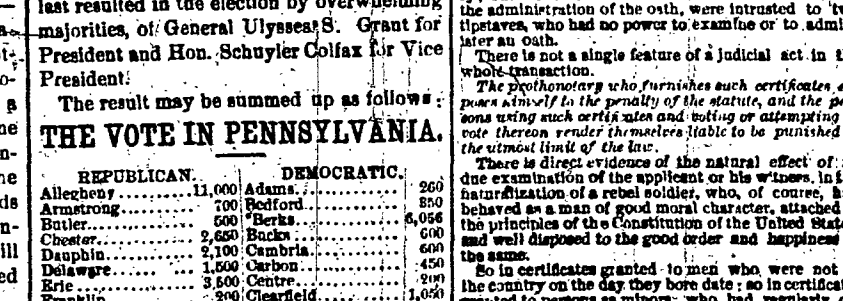 last resulted in the election by overwhelming
majorities, of General Ulysses S. Grant for
President and Hon. Schuyler Colfax for Vice
President.
The result may be summed up as follows:
THE VOTE IN PENNSYLVANIA.
REPUBLICAN.
Allegheny........11,000
Armstrong........700
Butler........500
Chester........2,650
Dauphin........2,100
Delaware........1,500
Erie........3,500
Franklin........200
DEMOCRATIC.
Adams........260
Bedford........850
Berks........6,056
Bucks........600
Cambria........600
Carbon........450
Centre........200
Clearfield........1,050
the administration of the oath, were intrusted to
tipstaves, who had no power to examine or to
ister an oath.
There is not a single feature of a judicial act in
whole transaction.
The prothonotary who furnishes such certificates
poses himself to the penalty of the statute, and the
sons using such certificates and voting or attempting
vote thereon render themselves liable to be punished
the utmost limit of the law.
There is direct evidence of the natural effect of
due examination of the applicant or his witness. In
naturalization of a rebel soldier, who, of course,
behaved as a man of good moral character, attached
the principles of the Constitution of the United
and well disposed to the good order and happiness
the same.
So in certificates granted to men who were not
the country on the day they bore date; so in
to persons as minors who had